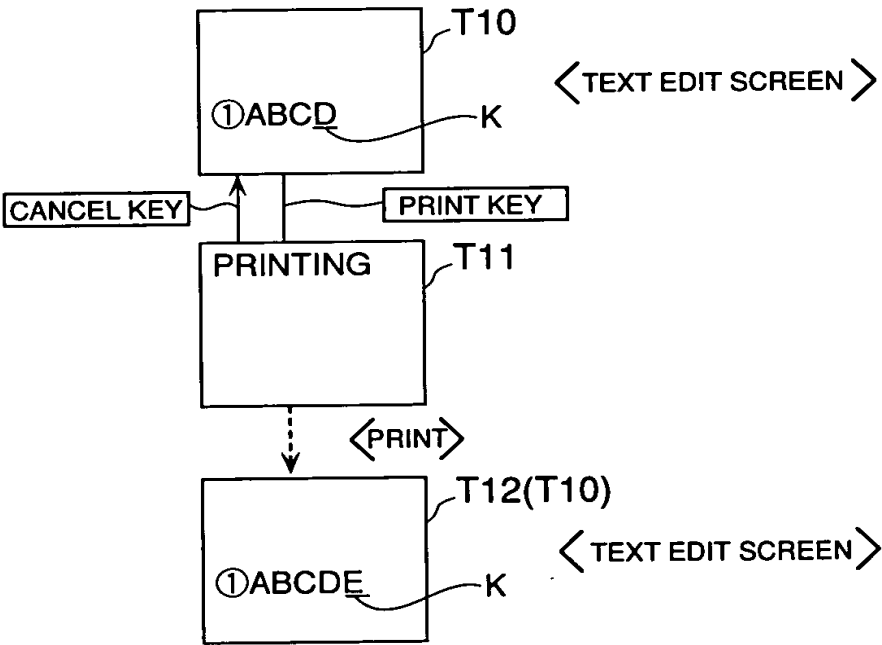 T10
<TEXT EDIT SCREEN>
①ABCD
K
CANCEL KEY
PRINT KEY
PRINTING
T11
<PRINT>
T12(T10)
<TEXT EDIT SCREEN>
①ABCDE
K